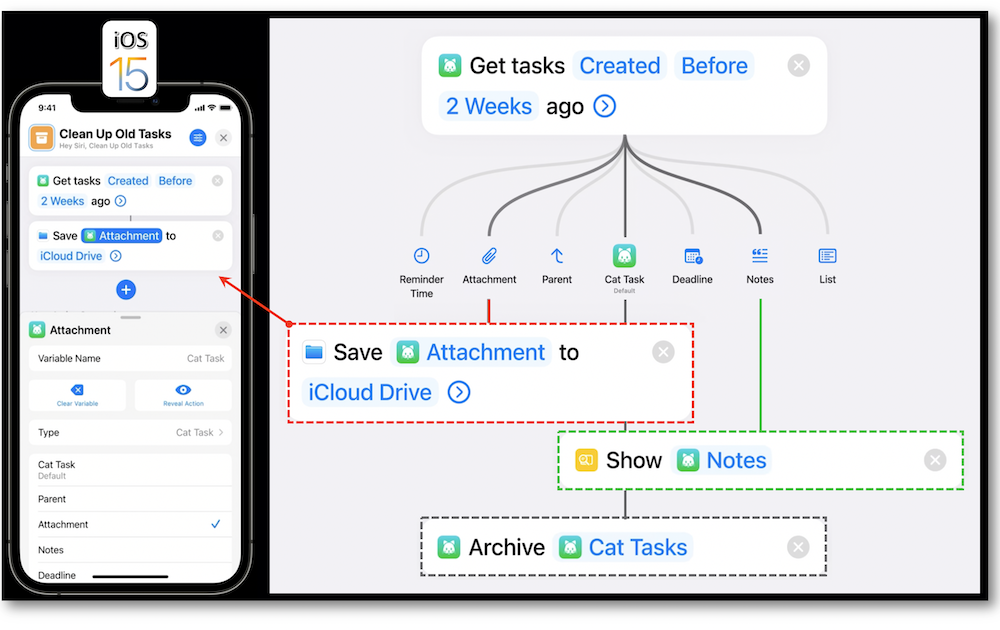 iOS
15
9:41
Clean Up Old Tasks
Hey Siri, Clean Up Old Tasks
Get tasks Created Before
2 Weeks ago
Save Attachment to
iCloud Drive
Attachment
Variable Name Cat Task
Clear Variable Reveal Action
Type Cat Task
Cat Task
Default
Parent
Attachment
Notes
Deadline
Get tasks Created Before
2 Weeks ago
Reminder
Time
Attachment
Parent
Cat Task
Default
Deadline
Notes
List
Save Attachment to
iCloud Drive
Show Notes
Archive Cat Tasks